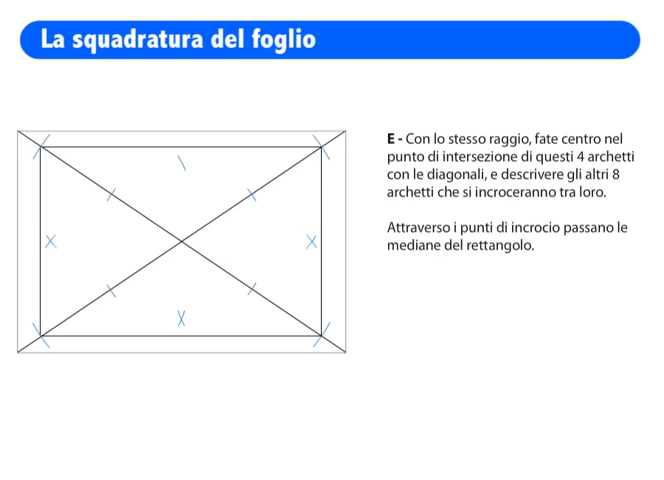 La squadratura del foglio
E - Con lo stesso raggio, fate centro nel
punto di intersezione di questi 4 archetti
con le diagonali, e descrivere gli altri 8
archetti che si incroceranno tra loro.
Attraverso i punti di incrocio passano le
mediane del rettangolo.